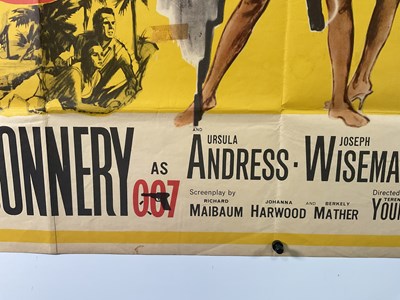 AND
URSULA JOSEPH
ONNERY AS 007 ANDRESS · WISEMA
Screenplay by Directed
RICHARD JOHANNA AND BERKELY TEREN
MAIBAUM HARWOOD MATHER YOU